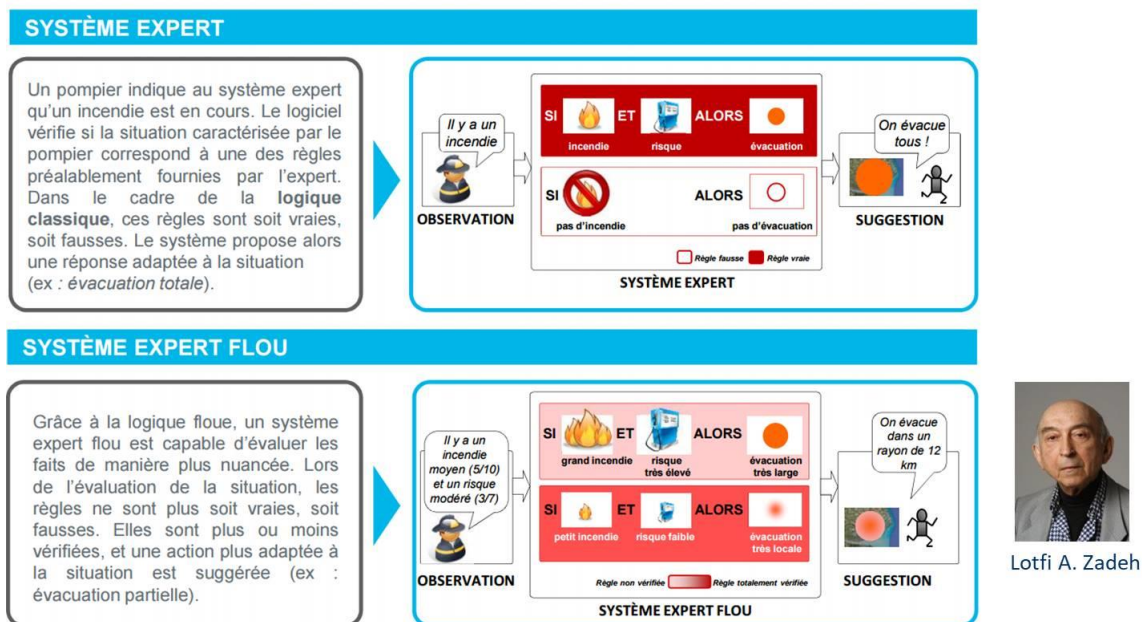 SYSTÈME EXPERT
Un pompier indique au système expert
qu'un incendie est en cours. Le logiciel
vérifie si la situation caractérisée par le
pompier correspond à une des règles
préalablement fournies par l'expert.
Dans le cadre de la logique
classique, ces règles sont soit vraies,
soit fausses. Le système propose alors
une réponse adaptée à la situation
(ex : évacuation totale).
Il y a un
incendie
OBSERVATION
SI ET ALORS
incendie risque évacuation
SI ALORS
pas d'incendie pas d'évacuation
Règle fausse Règle vraie
SYSTÈME EXPERT
On évacue
tous !
SUGGESTION
SYSTÈME EXPERT FLOU
Grâce à la logique floue, un système
expert flou est capable d'évaluer les
faits de manière plus nuancée. Lors
de l'évaluation de la situation, les
règles ne sont plus soit vraies, soit
fausses. Elles sont plus ou moins
vérifiées, et une action plus adaptée à
la situation est suggérée (ex :
évacuation partielle).
Il y a un
incendie
moyen (5/10)
et un risque
modéré (3/7)
OBSERVATION
SI ET ALORS
grand incendie risque évacuation
très élevé très large
SI ET ALORS
petit incendie risque faible évacuation
très locale
Règle non vérifiée Règle totalement vérifiée
SYSTÈME EXPERT FLOU
On évacue
dans un
rayon de 12
km
SUGGESTION
Lotfi A. Zadeh